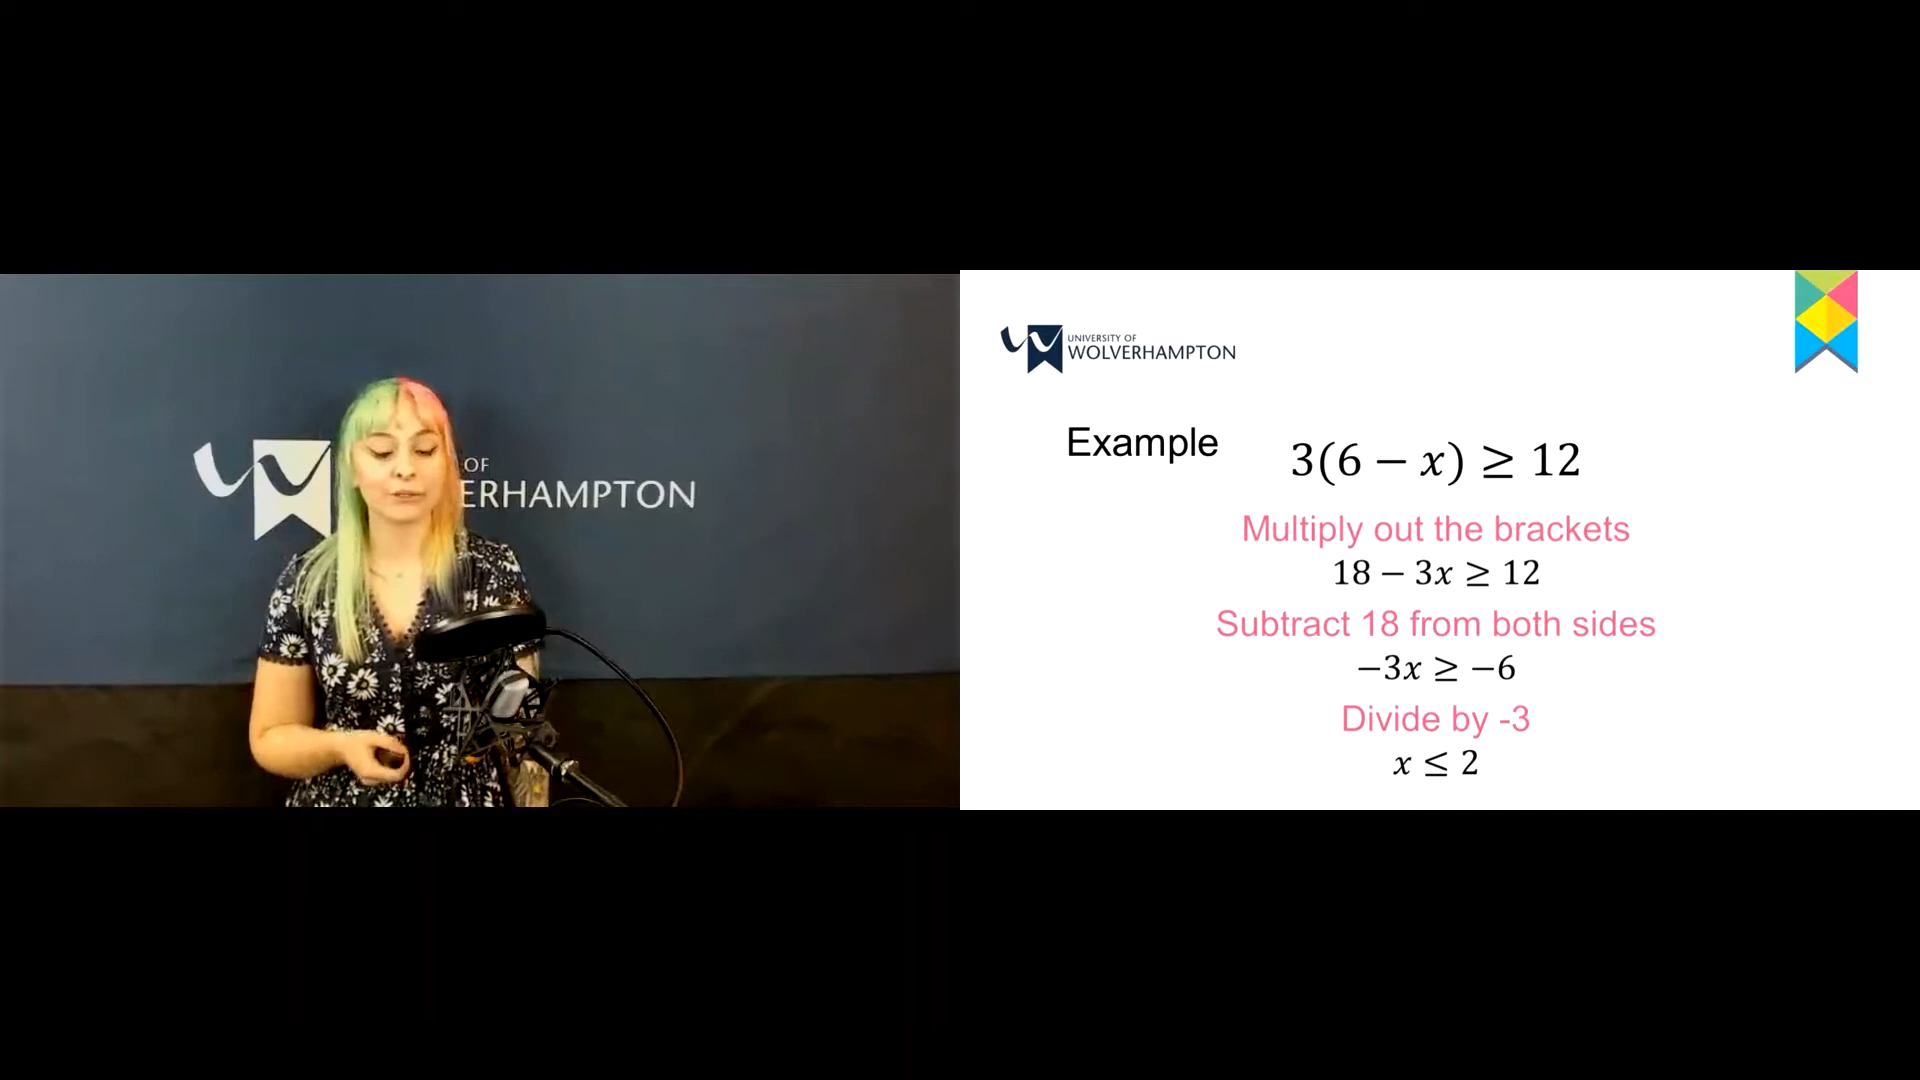 OF
ERHAMPTON
UNIVERSITY OF
WOLVERHAMPTON
Example
3(6 − x) ≥ 12
Multiply out the brackets
18 − 3x ≥ 12
Subtract 18 from both sides
−3x ≥ −6
Divide by -3
x ≤ 2